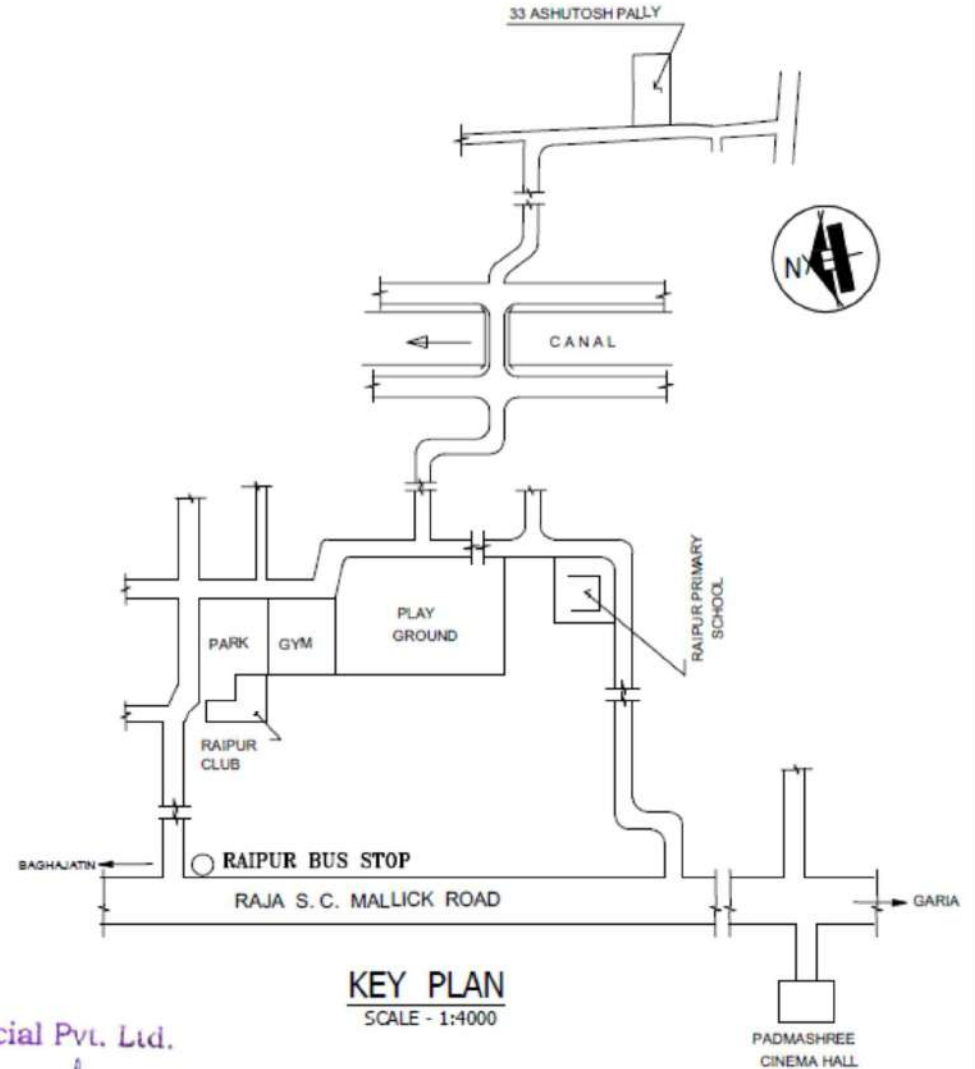 33 ASHUTOSH PALLY
N
CANAL
RAIPUR PRIMARY
SCHOOL
PLAY
GROUND
PARK
GYM
RAIPUR
CLUB
BAGHAJATIN
RAIPUR BUS STOP
RAJA S. C. MALLICK ROAD
GARIA
KEY PLAN
SCALE - 1:4000
cial Pvt. Ltd.
PADMASHREE
CINEMA HALL